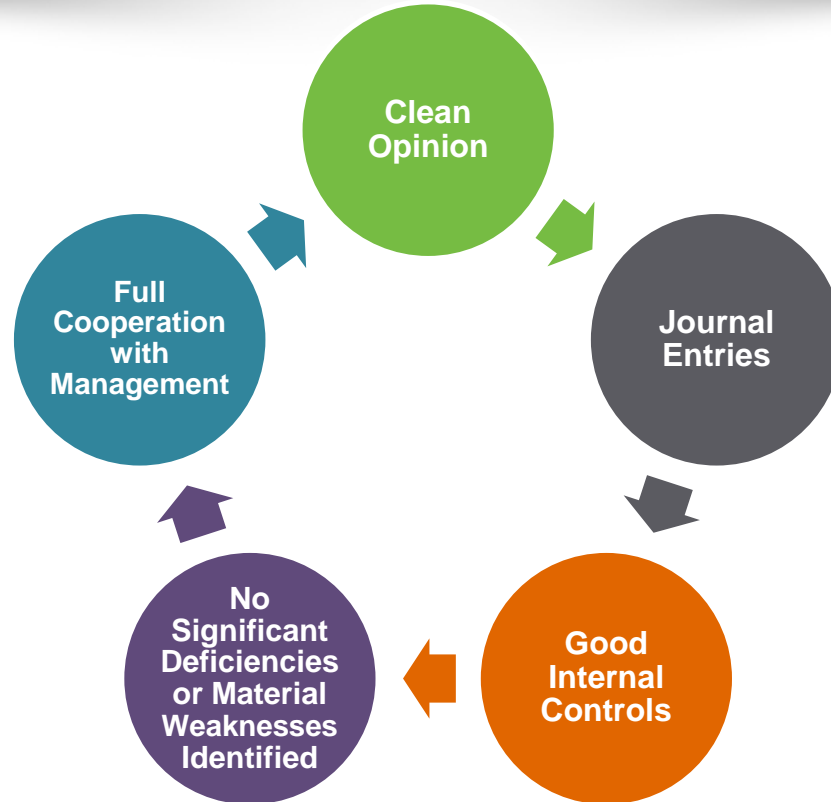 Clean
Opinion
Journal
Entries
Good
Internal
Controls
No
Significant
Deficiencies
or Material
Weaknesses
Identified
Full
Cooperation
with
Management